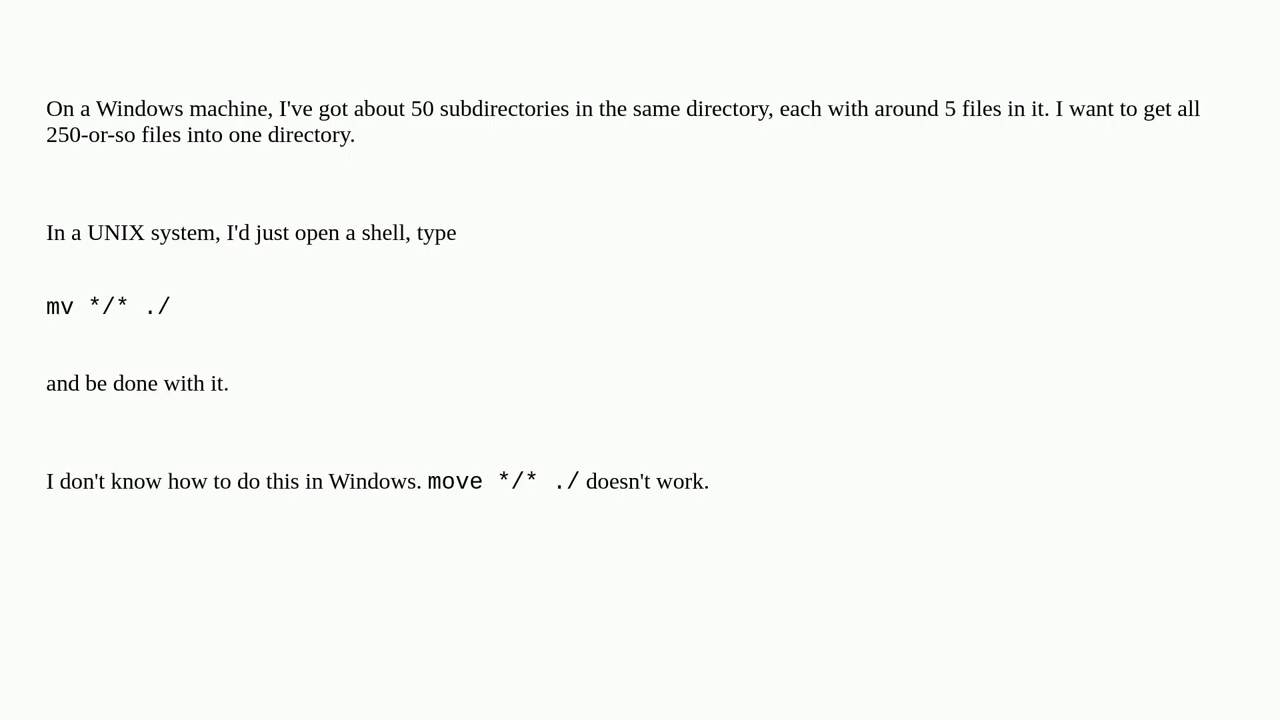 On a Windows machine, I've got about 50 subdirectories in the same directory, each with around 5 files in it. I want to get all
250-or-so files into one directory.
In a UNIX system, I'd just open a shell, type
mv */* ./
and be done with it.
I don't know how to do this in Windows. move */* ./ doesn't work.